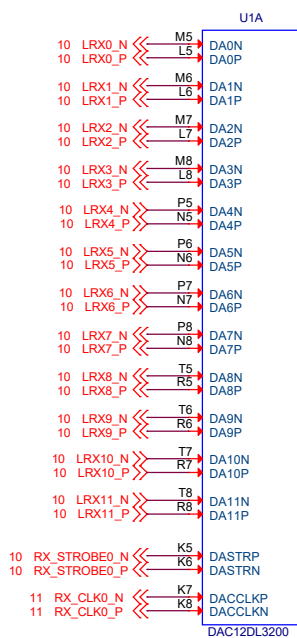 U1A
10 LRX0_N M5 DA0N
10 LRX0_P L5 DA0P
10 LRX1_N M6 DA1N
10 LRX1_P L6 DA1P
10 LRX2_N M7 DA2N
10 LRX2_P L7 DA2P
10 LRX3_N M8 DA3N
10 LRX3_P L8 DA3P
10 LRX4_N P5 DA4N
10 LRX4_P N5 DA4P
10 LRX5_N P6 DA5N
10 LRX5_P N6 DA5P
10 LRX6_N P7 DA6N
10 LRX6_P N7 DA6P
10 LRX7_N P8 DA7N
10 LRX7_P N8 DA7P
10 LRX8_N T5 DA8N
10 LRX8_P R5 DA8P
10 LRX9_N T6 DA9N
10 LRX9_P R6 DA9P
10 LRX10_N T7 DA10N
10 LRX10_P R7 DA10P
10 LRX11_N T8 DA11N
10 LRX11_P R8 DA11P
10 RX_STROBE0_N K5 DASTRP
10 RX_STROBE0_P K6 DASTRN
11 RX_CLK0_N K7 DACCLKP
11 RX_CLK0_P K8 DACCLKN
DAC12DL3200